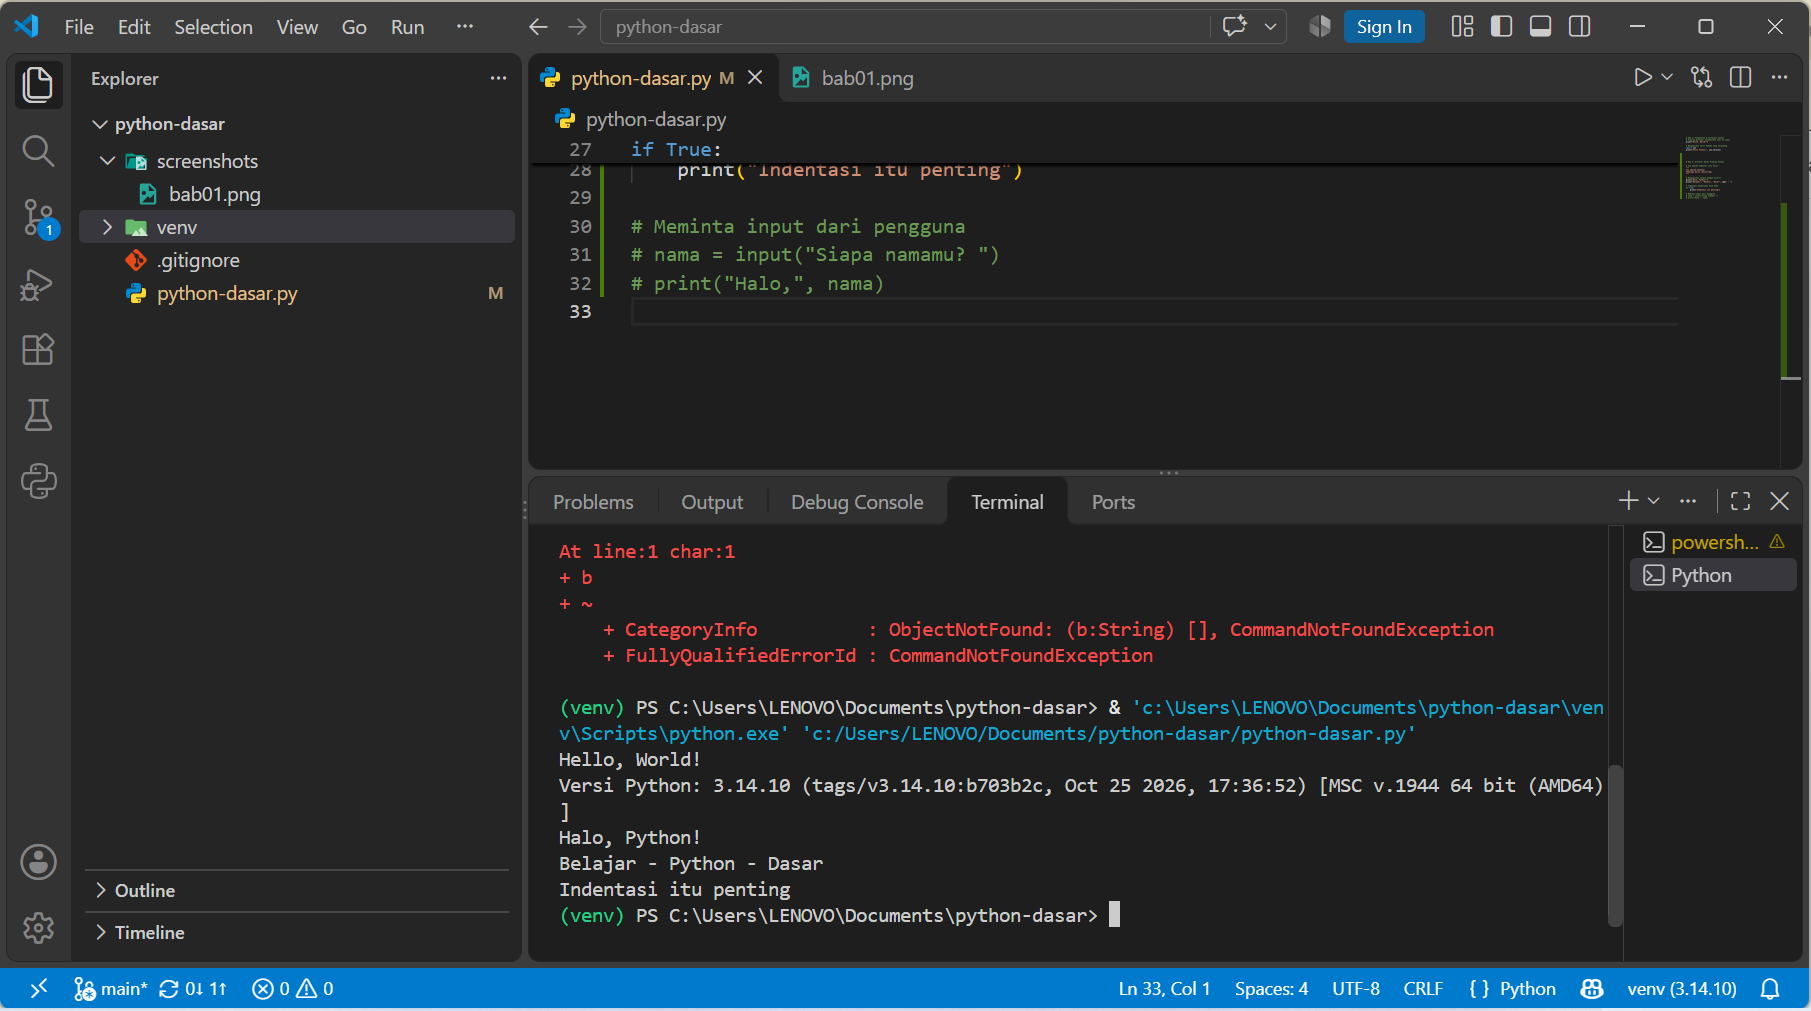 File Edit Selection View Go Run
python-dasar
Sign In
Explorer
python-dasar
screenshots
bab01.png
venv
.gitignore
python-dasar.py M
1
Outline
Timeline
python-dasar.py M
bab01.png
python-dasar.py
27 if True:
28 print("Indentasi itu penting")
29
30 # Meminta input dari pengguna
31 # nama = input("Siapa namamu? ")
32 # print("Halo,", nama)
33
Problems Output Debug Console Terminal Ports
At line:1 char:1
+ b
+ ~
+ CategoryInfo : ObjectNotFound: (b:String) [], CommandNotFoundException
+ FullyQualifiedErrorId : CommandNotFoundException
(venv) PS C:\Users\LENOVO\Documents\python-dasar> & 'c:\Users\LENOVO\Documents\python-dasar\ven
v\Scripts\python.exe' 'c:/Users/LENOVO/Documents/python-dasar/python-dasar.py'
Hello, World!
Versi Python: 3.14.10 (tags/v3.14.10:b703b2c, Oct 25 2026, 17:36:52) [MSC v.1944 64 bit (AMD64)
]
Halo, Python!
Belajar - Python - Dasar
Indentasi itu penting
(venv) PS C:\Users\LENOVO\Documents\python-dasar>
powersh...
Python
main* 0↓ 1↑ 0 0
Ln 33, Col 1 Spaces: 4 UTF-8 CRLF { } Python venv (3.14.10)